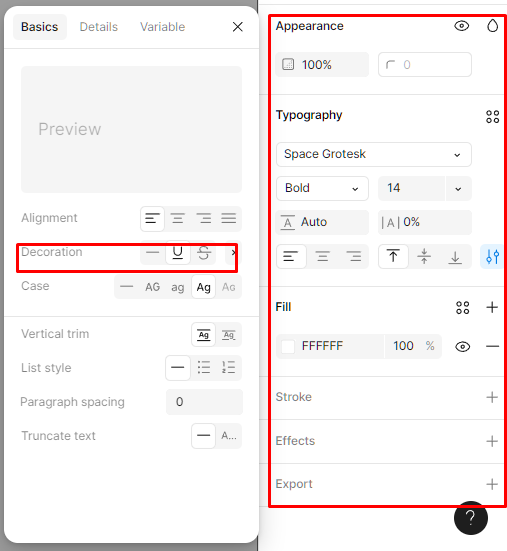 Basics Details Variable
Preview
Alignment
Decoration
Case AG ag Ag Ag
Vertical trim Ag Ag
List style
Paragraph spacing 0
Truncate text A...
Appearance
100% 0
Typography
Space Grotesk
Bold 14
A Auto |A| 0%
Fill
FFFFFF 100 %
Stroke
Effects
Export
?